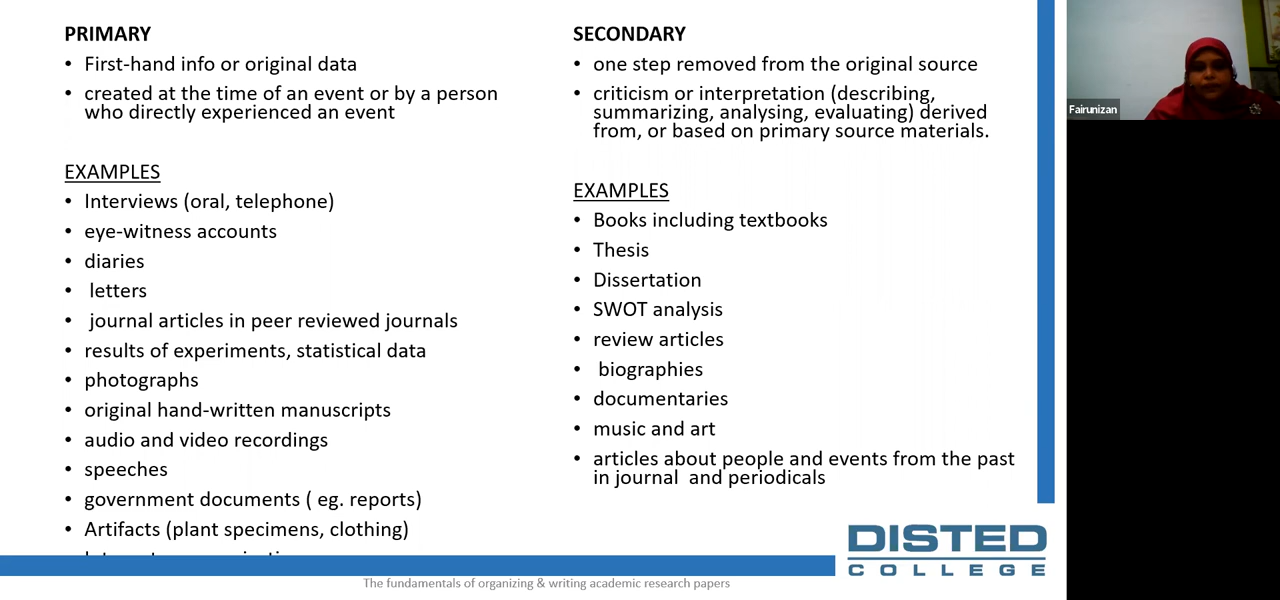 PRIMARY
• First-hand info or original data
• created at the time of an event or by a person
who directly experienced an event
EXAMPLES
• Interviews (oral, telephone)
• eye-witness accounts
• diaries
• letters
• journal articles in peer reviewed journals
• results of experiments, statistical data
• photographs
• original hand-written manuscripts
• audio and video recordings
• speeches
• government documents ( eg. reports)
• Artifacts (plant specimens, clothing)
SECONDARY
• one step removed from the original source
• criticism or interpretation (describing,
summarizing, analysing, evaluating) derived
from, or based on primary source materials.
EXAMPLES
• Books including textbooks
• Thesis
• Dissertation
• SWOT analysis
• review articles
• biographies
• documentaries
• music and art
• articles about people and events from the past
in journal and periodicals
DISTED
COLLEGE
The fundamentals of organizing & writing academic research papers
Fairunizan